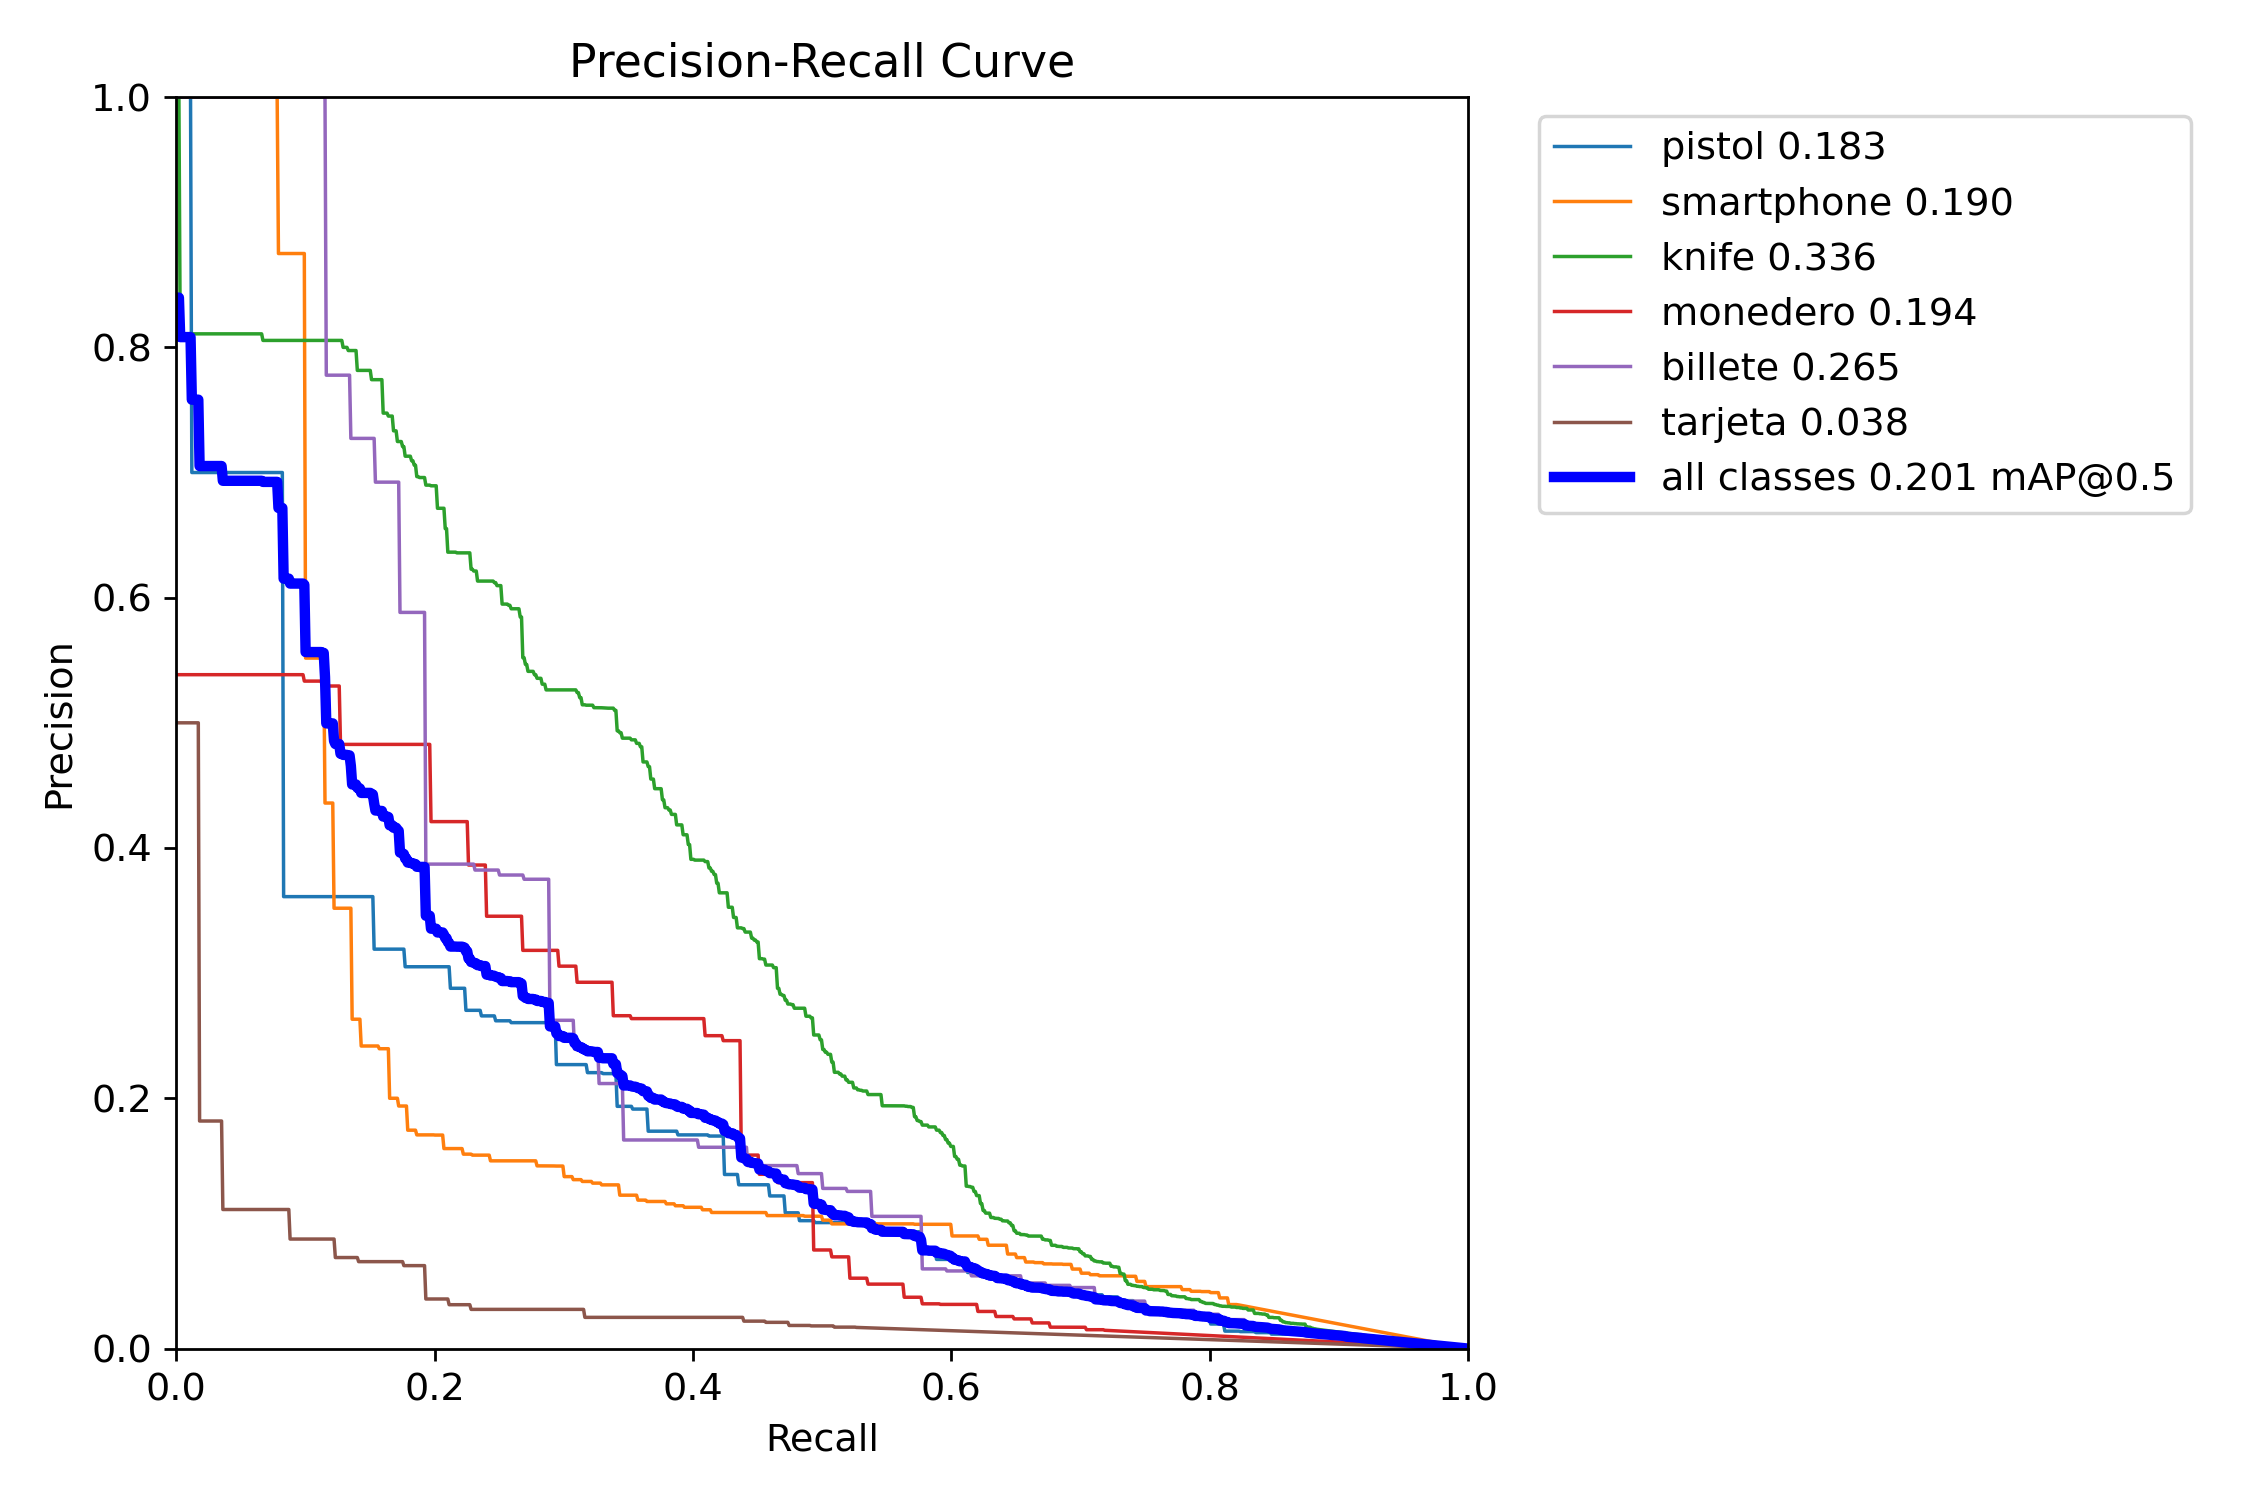 Precision-Recall Curve
1.0
0.8
0.6
0.4
0.2
0.0
Precision
0.0 0.2 0.4 0.6 0.8 1.0
Recall
pistol 0.183
smartphone 0.190
knife 0.336
monedero 0.194
billete 0.265
tarjeta 0.038
all classes 0.201 mAP@0.5